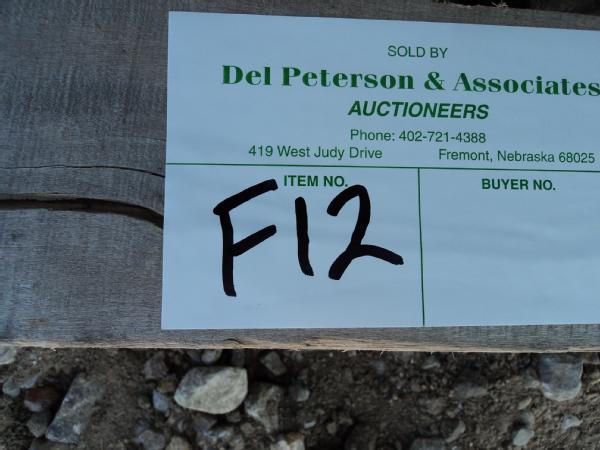 SOLD BY
Del Peterson & Associates
AUCTIONEERS
Phone: 402-721-4388
419 West Judy Drive Fremont, Nebraska 68025
ITEM NO. BUYER NO.
F12